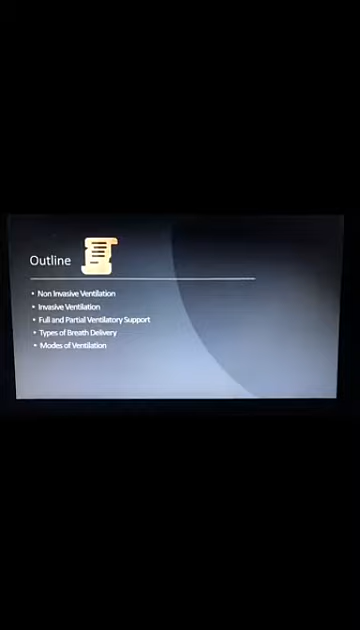 Outline
• Non Invasive Ventilation
• Invasive Ventilation
• Full and Partial Ventilatory Support
• Types of Breath Delivery
• Modes of Ventilation